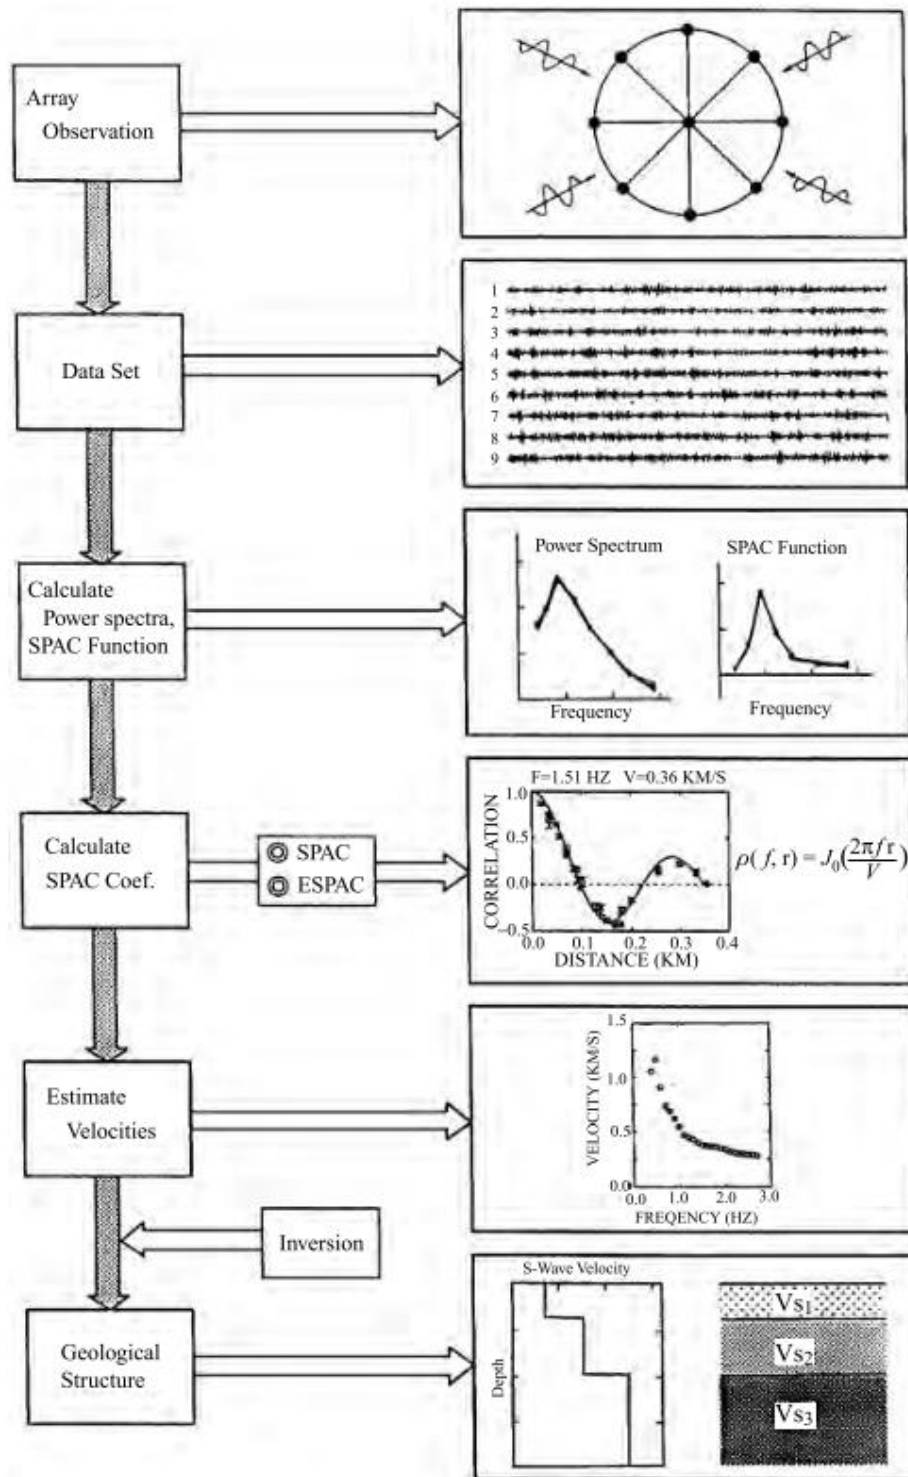 Array
Observation
Data Set
1
2
3
4
5
6
7
8
9
Calculate
Power spectra,
SPAC Function
Power Spectrum
Frequency
SPAC Function
Frequency
Calculate
SPAC Coef.
SPAC
ESPAC
F=1.51 HZ V=0.36 KM/S
CORRELATION
1.0
0.5
0.0
-0.5
0.0 0.1 0.2 0.3 0.4
DISTANCE (KM)
ρ( f, r) = J₀(2πfr/V)
Estimate
Velocities
VELOCITY (KM/S)
1.5
1.0
0.5
0.0
0.0 1.0 2.0 3.0
FREQENCY (HZ)
Inversion
Geological
Structure
S-Wave Velocity
Depth
Vs₁
Vs₂
Vs₃